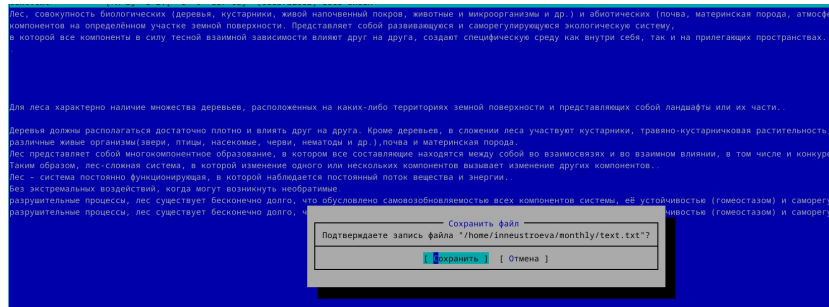 Лес, совокупность биологических (деревья, кустарники, живой напочвенный покров, животные и микроорганизмы и др.) и абиотических (почва, материнская порода, атмосф
компонентов на определённом участке земной поверхности. Представляет собой развивающуюся и саморегулирующуюся экологическую систему,
в которой все компоненты в силу тесной взаимной зависимости влияют друг на друга, создают специфическую среду как внутри себя, так и на прилегающих пространствах.
Для леса характерно наличие множества деревьев, расположенных на каких-либо территориях земной поверхности и представляющих собой ландшафты или их части..
Деревья должны располагаться достаточно плотно и влиять друг на друга. Кроме деревьев, в сложении леса участвуют кустарники, травяно-кустарничковая растительность,
различные живые организмы(звери, птицы, насекомые, черви, нематоды и др.),почва и материнская порода.
Лес представляет собой многокомпонентное образование, в котором все составляющие находятся между собой во взаимосвязях и во взаимном влиянии, в том числе и конкуре
Таким образом, лес-сложная система, в которой изменение одного или нескольких компонентов вызывает изменение других компонентов..
Лес – система постоянно функционирующая, в которой наблюдается постоянный поток вещества и энергии,.
Без экстремальных воздействий, когда могут возникнуть необратимые.
разрушительные процессы, лес существует бесконечно долго, что обусловлено самовозобновляемостью всех компонентов системы, её устойчивостью (гомеостазом) и саморегу
разрушительные процессы, лес существует бесконечно долго, ч чивостью (гомеостазом) и саморегу
Сохранить файл
Подтверждаете запись файла "/home/inneustroeva/monthly/text.txt"?
[ Сохранить ] [ Отмена ]